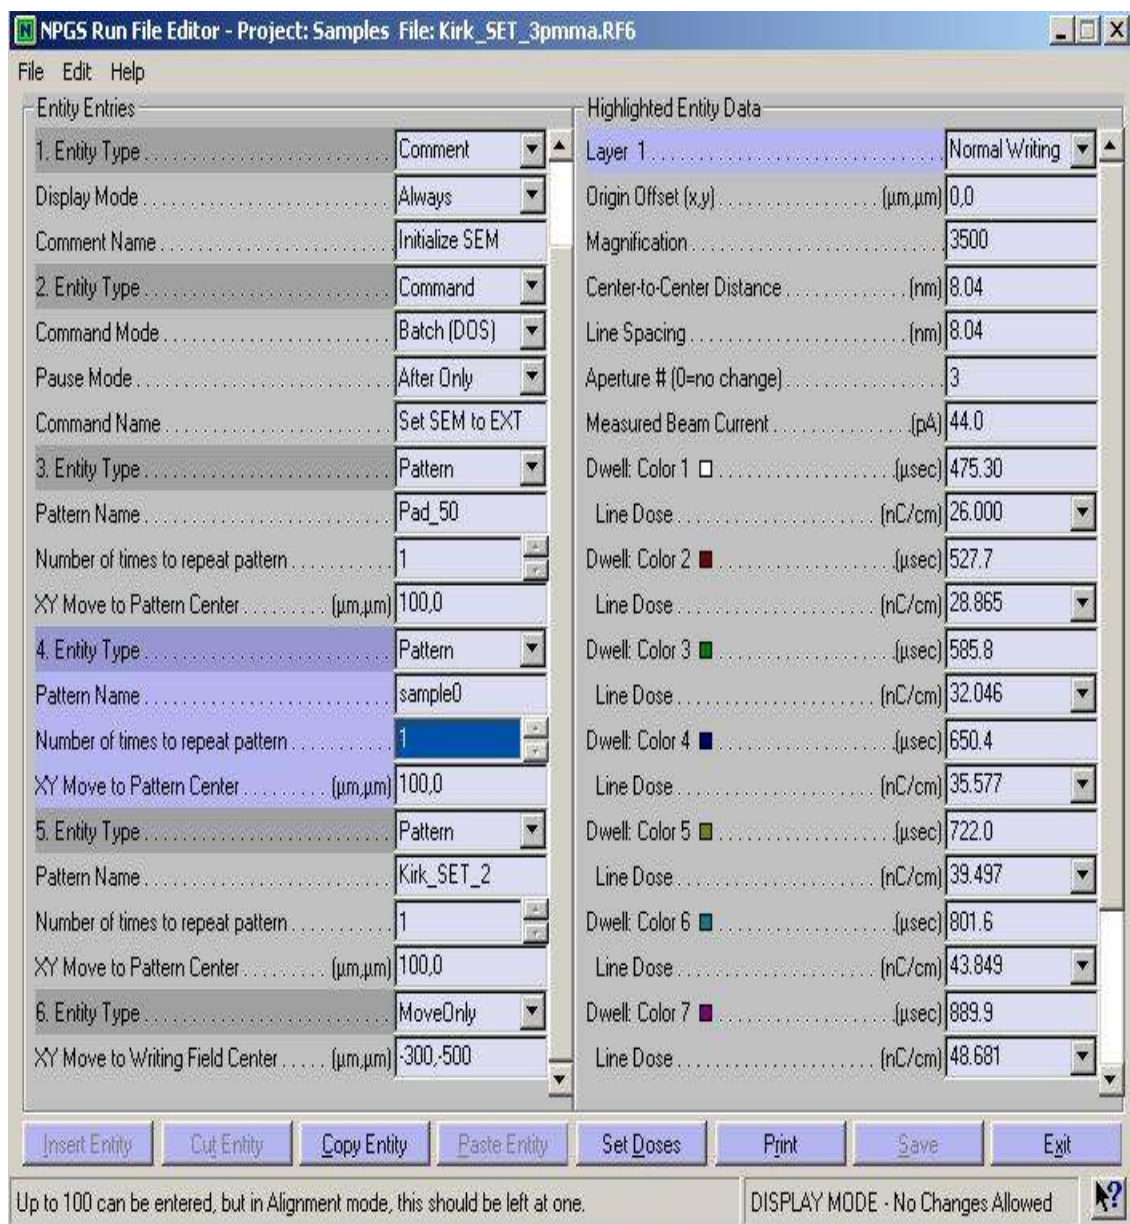 NPGS Run File Editor - Project: Samples File: Kirk_SET_3pmma.RF6
File Edit Help
Entity Entries
1. Entity Type Comment
Display Mode Always
Comment Name Initialize SEM
2. Entity Type Command
Command Mode Batch (DOS)
Pause Mode After Only
Command Name Set SEM to EXT
3. Entity Type Pattern
Pattern Name Pad_50
Number of times to repeat pattern 1
XY Move to Pattern Center (µm,µm) 100,0
4. Entity Type Pattern
Pattern Name sample0
Number of times to repeat pattern 1
XY Move to Pattern Center (µm,µm) 100,0
5. Entity Type Pattern
Pattern Name Kirk_SET_2
Number of times to repeat pattern 1
XY Move to Pattern Center (µm,µm) 100,0
6. Entity Type MoveOnly
XY Move to Writing Field Center (µm,µm) -300,-500
Highlighted Entity Data
Layer 1 Normal Writing
Origin Offset (x,y) (µm,µm) 0,0
Magnification 3500
Center-to-Center Distance (nm) 8.04
Line Spacing (nm) 8.04
Aperture # (0=no change) 3
Measured Beam Current (pA) 44.0
Dwell: Color 1 (µsec) 475.30
Line Dose (nC/cm) 26.000
Dwell: Color 2 (µsec) 527.7
Line Dose (nC/cm) 28.865
Dwell: Color 3 (µsec) 585.8
Line Dose (nC/cm) 32.046
Dwell: Color 4 (µsec) 650.4
Line Dose (nC/cm) 35.577
Dwell: Color 5 (µsec) 722.0
Line Dose (nC/cm) 39.497
Dwell: Color 6 (µsec) 801.6
Line Dose (nC/cm) 43.849
Dwell: Color 7 (µsec) 889.9
Line Dose (nC/cm) 48.681
Insert Entity Cut Entity Copy Entity Paste Entity Set Doses Print Save Exit
Up to 100 can be entered, but in Alignment mode, this should be left at one. DISPLAY MODE - No Changes Allowed